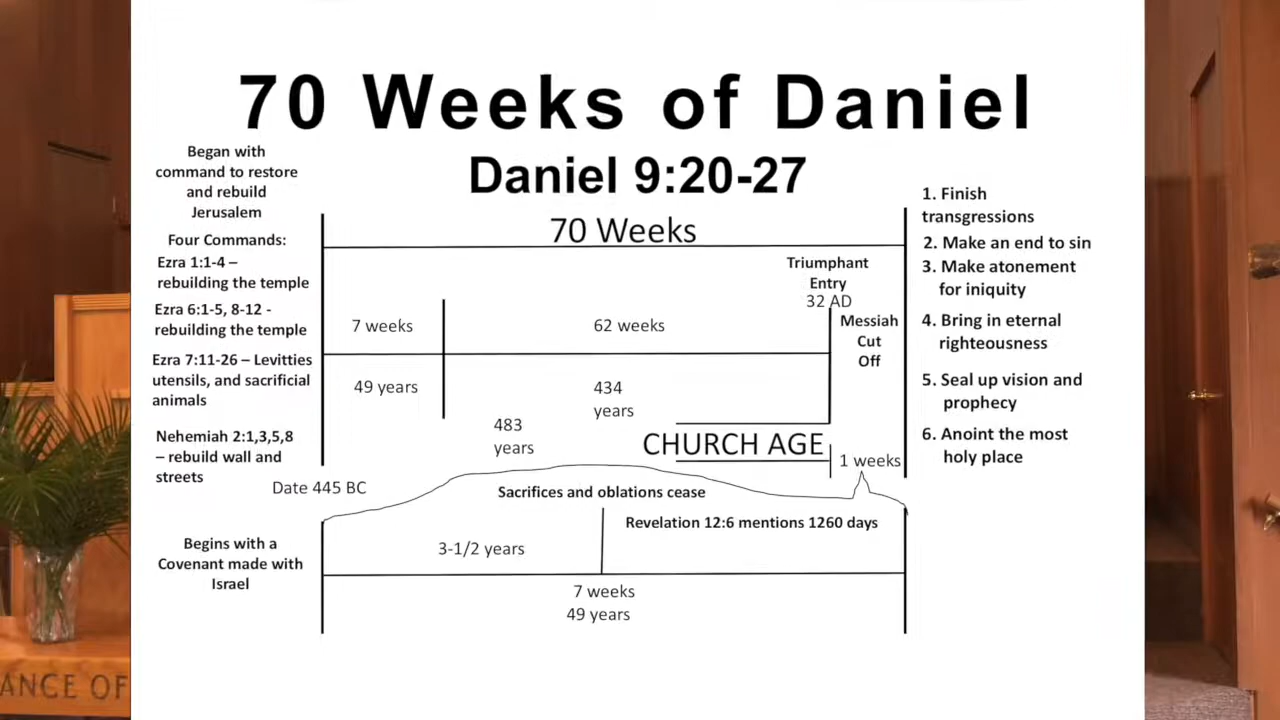 70 Weeks of Daniel
Daniel 9:20-27
Began with
command to restore
and rebuild
Jerusalem
Four Commands:
Ezra 1:1-4 –
rebuilding the temple
Ezra 6:1-5, 8-12 -
rebuilding the temple
Ezra 7:11-26 – Levitties
utensils, and sacrificial
animals
Nehemiah 2:1,3,5,8
– rebuild wall and
streets
Date 445 BC
70 Weeks
7 weeks
62 weeks
49 years
434
years
483
years
Triumphant
Entry
32 AD
Messiah
Cut
Off
CHURCH AGE
1 weeks
1. Finish
transgressions
2. Make an end to sin
3. Make atonement
for iniquity
4. Bring in eternal
righteousness
5. Seal up vision and
prophecy
6. Anoint the most
holy place
Begins with a
Covenant made with
Israel
Sacrifices and oblations cease
Revelation 12:6 mentions 1260 days
3-1/2 years
7 weeks
49 years
ANCE OF